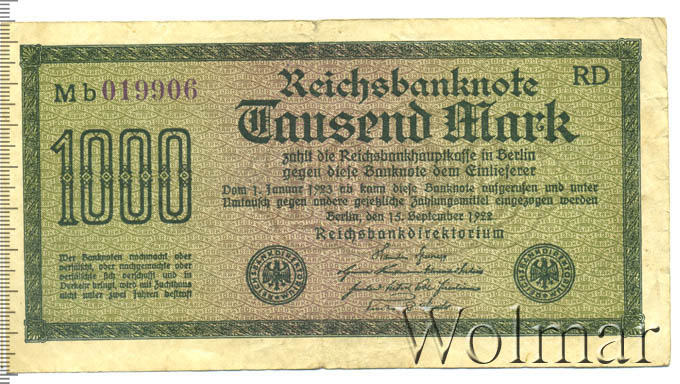 Mb019906
RD
Reichsbanknote
Tausend Mark
1000
zahlt die Reichsbankhauptkasse in Berlin
gegen diese Banknote dem Einlieferer
Vom 1. Januar 1923 ab kann diese Banknote aufgerufen und unter
Umtausch gegen andere gesetzliche Zahlungsmittel eingezogen werden
Berlin, den 15. September 1922
Reichsbankdirektorium
Wer Banknoten nachmacht oder
verfälscht, oder nachgemachte oder
verfälschte sich verschafft und in
Verkehr bringt, wird mit Zuchthaus
nicht unter zwei Jahren bestraft
Wolmar